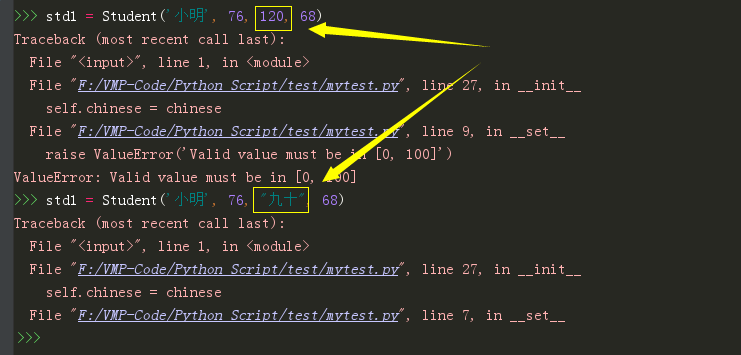 >>> std1 = Student('小明', 76, 120, 68)
Traceback (most recent call last):
  File "<input>", line 1, in <module>
  File "F:/VMP-Code/Python Script/test/mytest.py", line 27, in __init__
    self.chinese = chinese
  File "F:/VMP-Code/Python Script/test/mytest.py", line 9, in __set__
    raise ValueError('Valid value must be in [0, 100]')
ValueError: Valid value must be in [0, 100]
>>> std1 = Student('小明', 76, "九十", 68)
Traceback (most recent call last):
  File "<input>", line 1, in <module>
  File "F:/VMP-Code/Python Script/test/mytest.py", line 27, in __init__
    self.chinese = chinese
  File "F:/VMP-Code/Python Script/test/mytest.py", line 7, in __set__
>>>